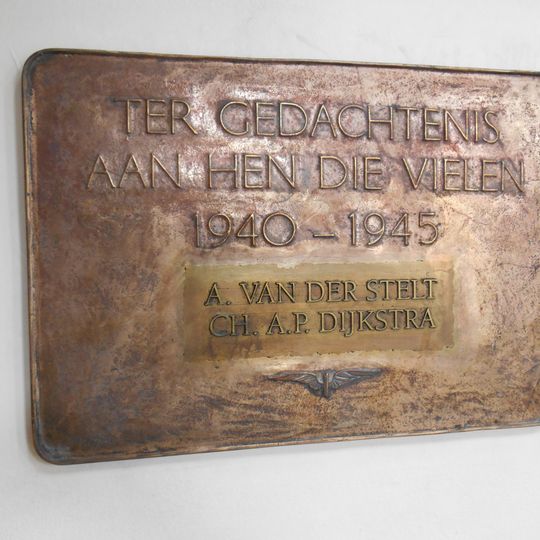 TER GEDACHTENIS
AAN HEN DIE VIELEN
1940 – 1945
A. VAN DER STELT
CH. A.P. DIJKSTRA